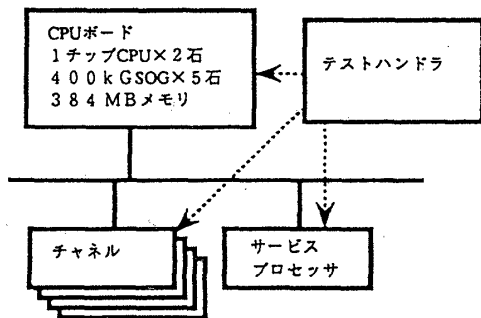 CPUボード
１チップCPU×２石
４００ｋGSOG×５石
３８４ＭＢメモリ
テストハンドラ
チャネル
サービス
プロセッサ